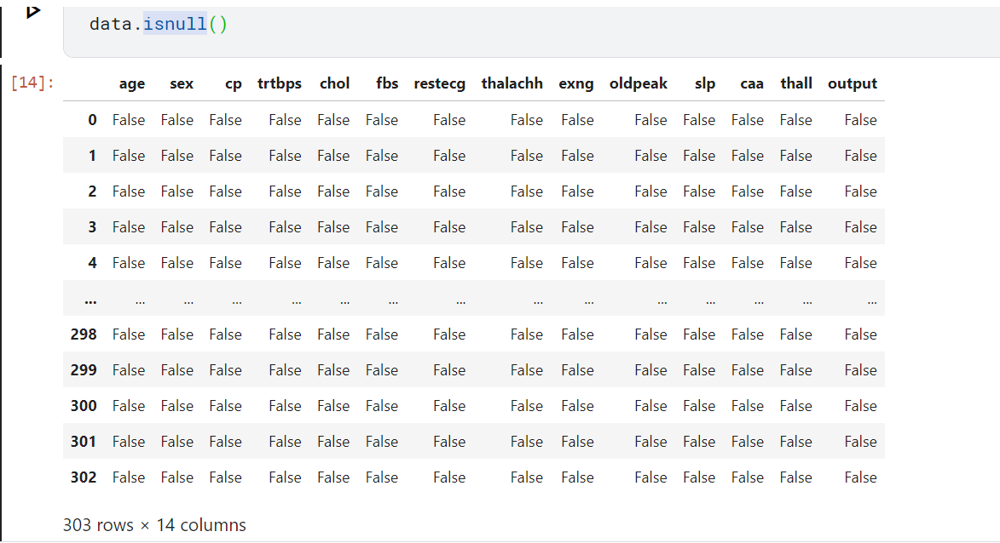 data.isnull()
[14]:
age sex cp trtbps chol fbs restecg thalachh exng oldpeak slp caa thall output
0 False False False False False False False False False False False False False False
1 False False False False False False False False False False False False False False
2 False False False False False False False False False False False False False False
3 False False False False False False False False False False False False False False
4 False False False False False False False False False False False False False False
... ... ... ... ... ... ... ... ... ... ... ... ... ... ...
298 False False False False False False False False False False False False False False
299 False False False False False False False False False False False False False False
300 False False False False False False False False False False False False False False
301 False False False False False False False False False False False False False False
302 False False False False False False False False False False False False False False
303 rows × 14 columns